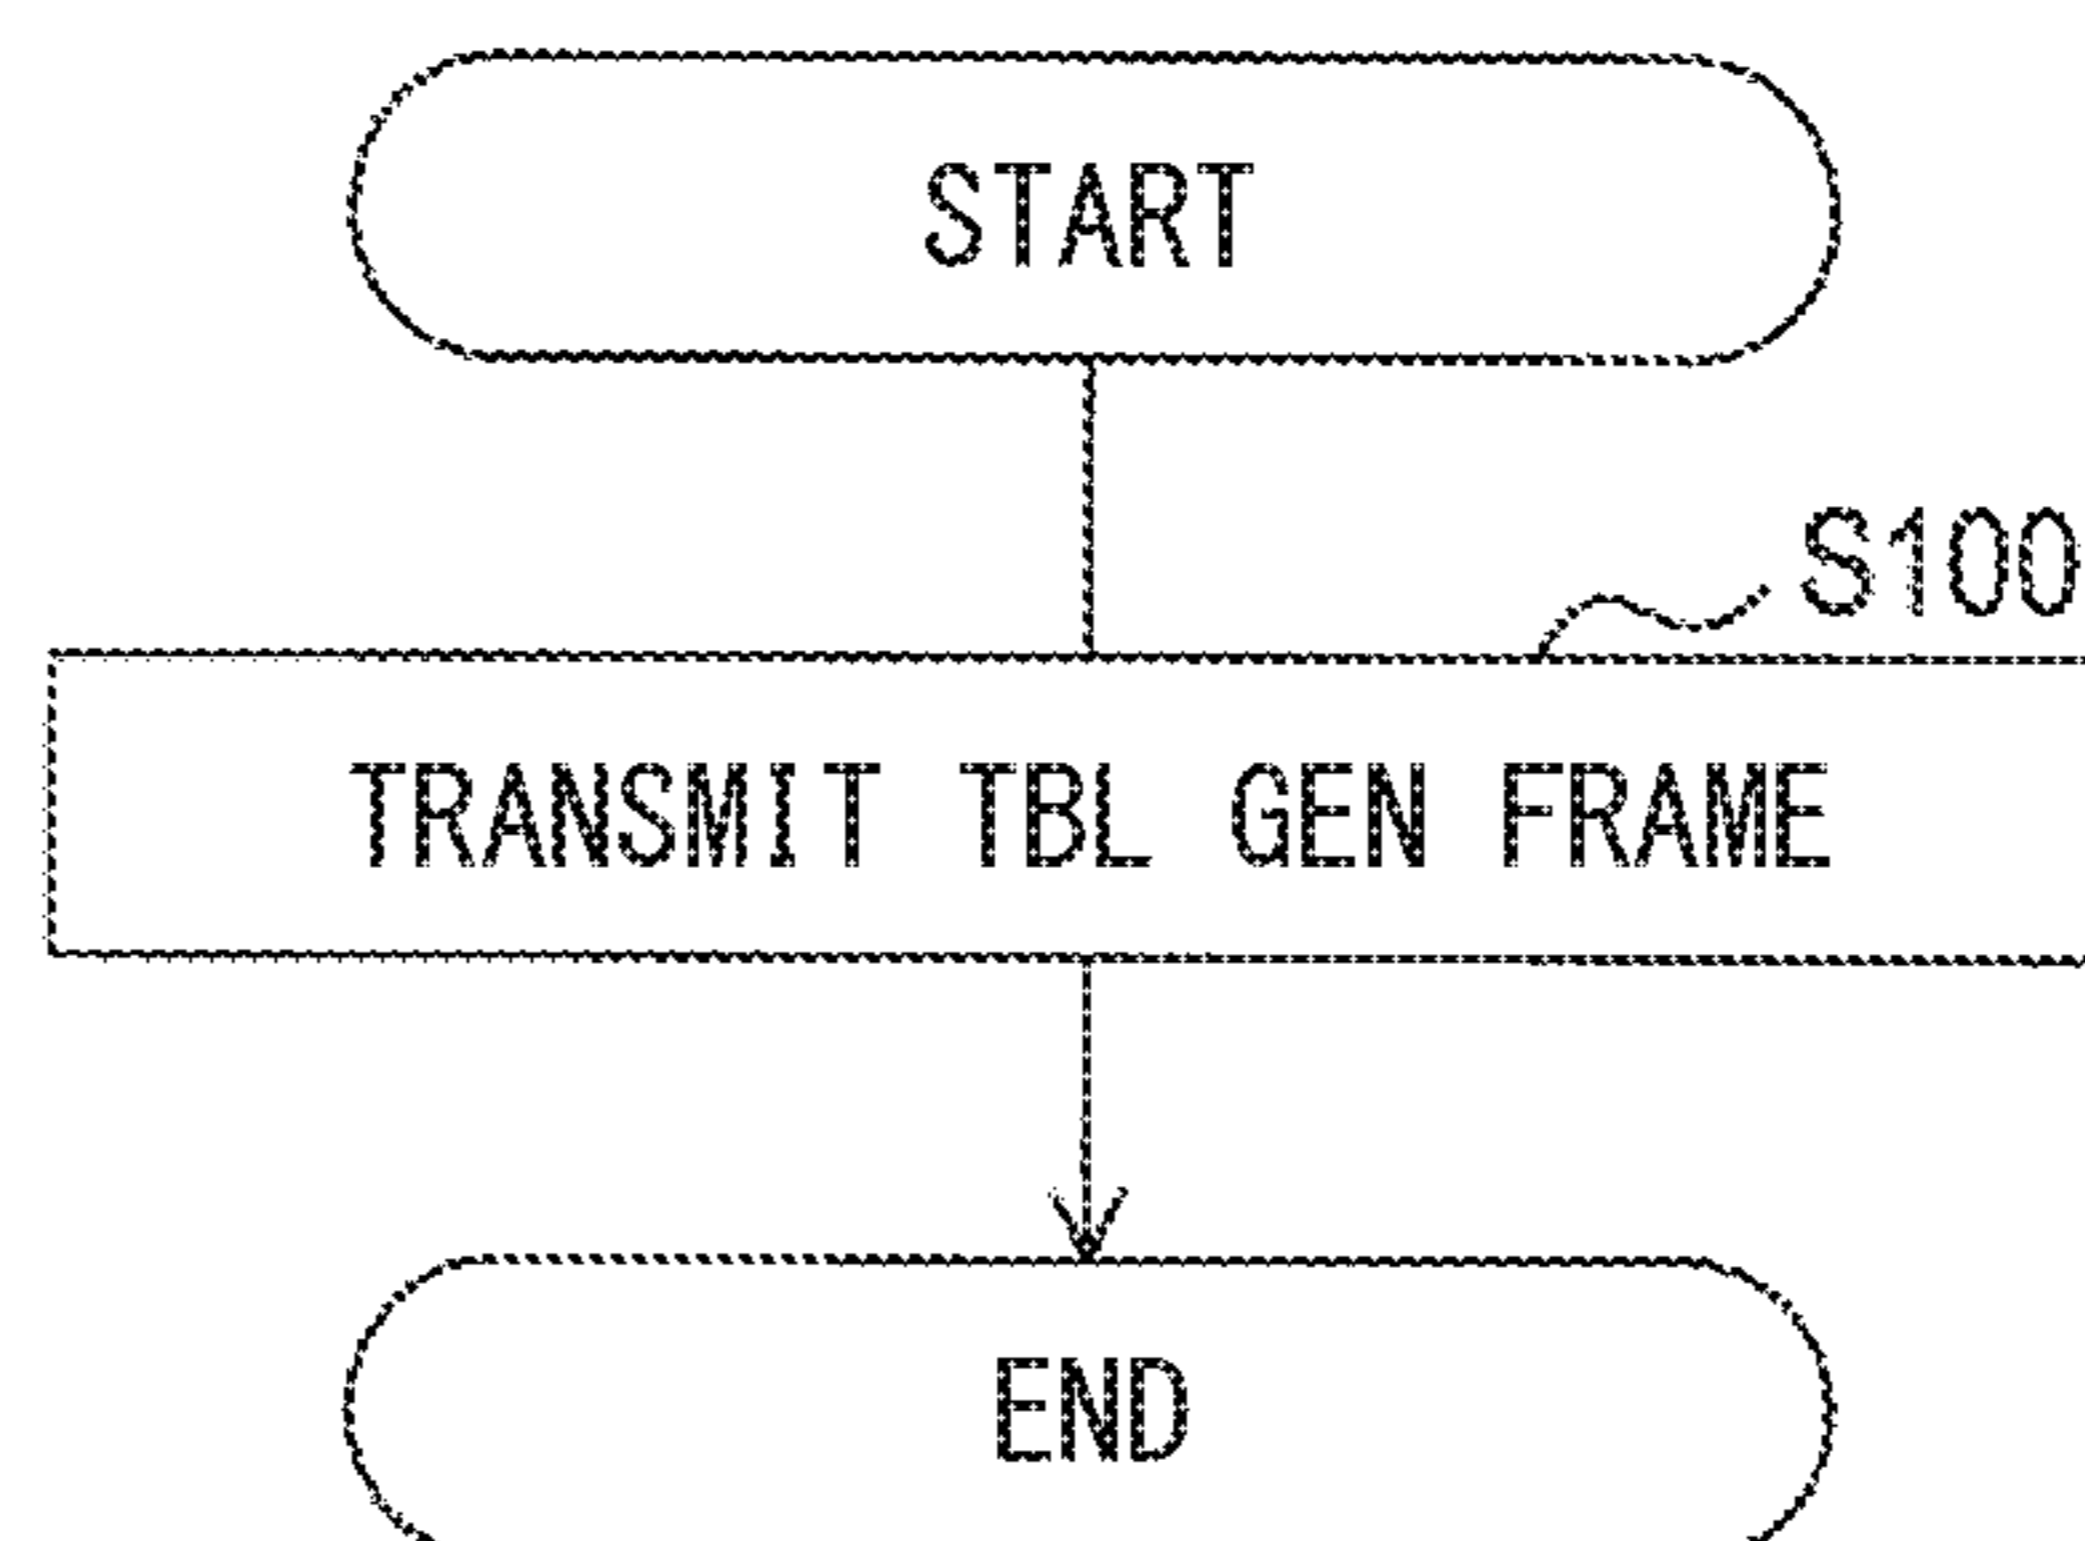 START
S100
TRANSMIT TBL GEN FRAME
END